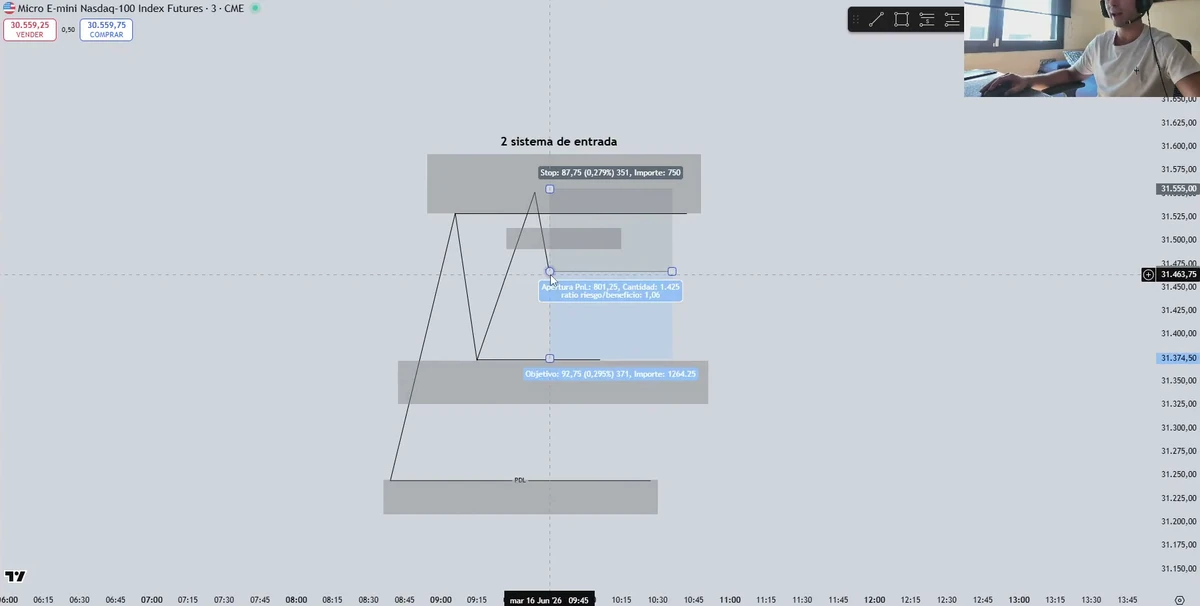 Micro E-mini Nasdaq-100 Index Futures · 3 · CME
30.559,25
VENDER
0,50
30.559,75
COMPRAR
2 sistema de entrada
Stop: 87,75 (0,279%) 351, Importe: 750
Apertura PnL: 801,25, Cantidad: 1.425
ratio riesgo/beneficio: 1,06
Objetivo: 92,75 (0,295%) 371, Importe: 1264.25
PDL
31.650,00
31.625,00
31.600,00
31.575,00
31.555,00
31.525,00
31.500,00
31.475,00
31.463,75
31.450,00
31.425,00
31.400,00
31.374,50
31.350,00
31.325,00
31.300,00
31.275,00
31.250,00
31.225,00
31.200,00
31.175,00
31.150,00
06:15 06:30 06:45 07:00 07:15 07:30 07:45 08:00 08:15 08:30 08:45 09:00 09:15 mar 16 Jun '26 09:45 10:15 10:30 10:45 11:00 11:15 11:30 11:45 12:00 12:15 12:30 12:45 13:00 13:15 13:30 13:45